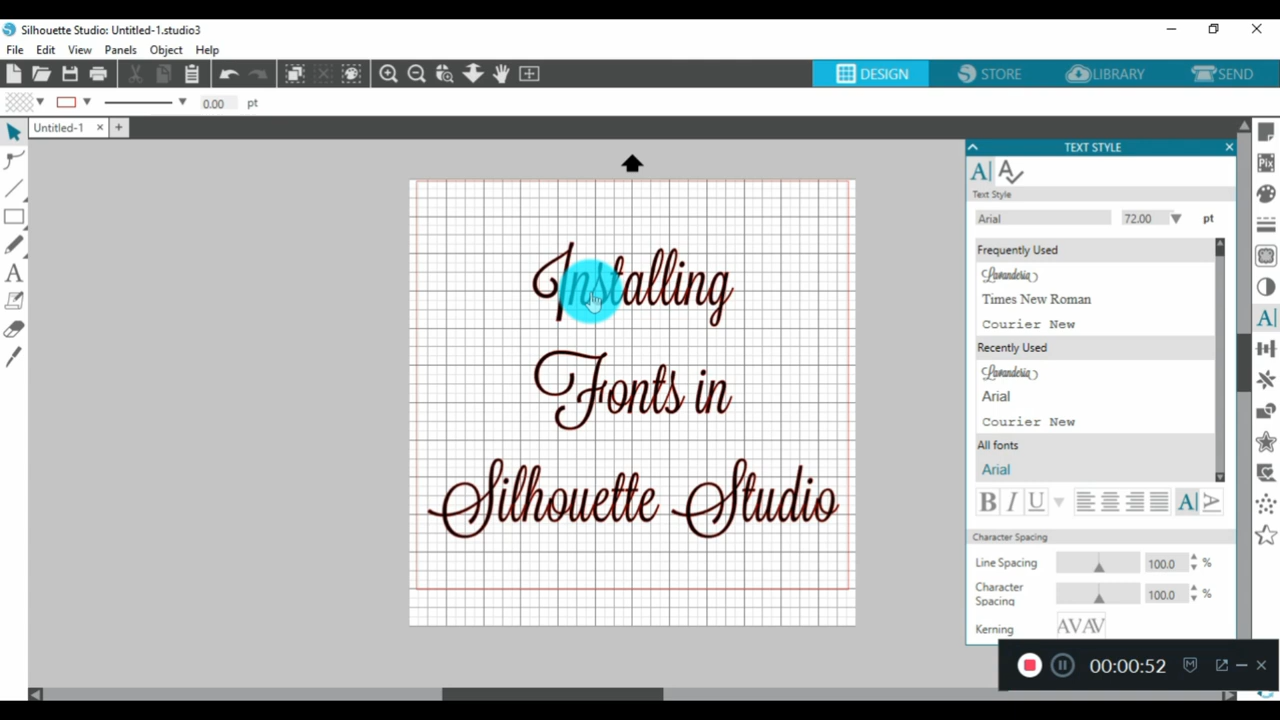 Silhouette Studio: Untitled-1.studio3
File Edit View Panels Object Help
DESIGN STORE LIBRARY SEND
0.00 pt
Untitled-1 × +
TEXT STYLE
Text Style
Arial 72.00 pt
Frequently Used
Lavanderia
Times New Roman
Courier New
Recently Used
Lavanderia
Arial
Courier New
All fonts
Arial
B I U
Character Spacing
Line Spacing 100.0 %
Character
Spacing 100.0 %
Kerning AVAV
Pix
Installing
Fonts in
Silhouette Studio
00:00:52